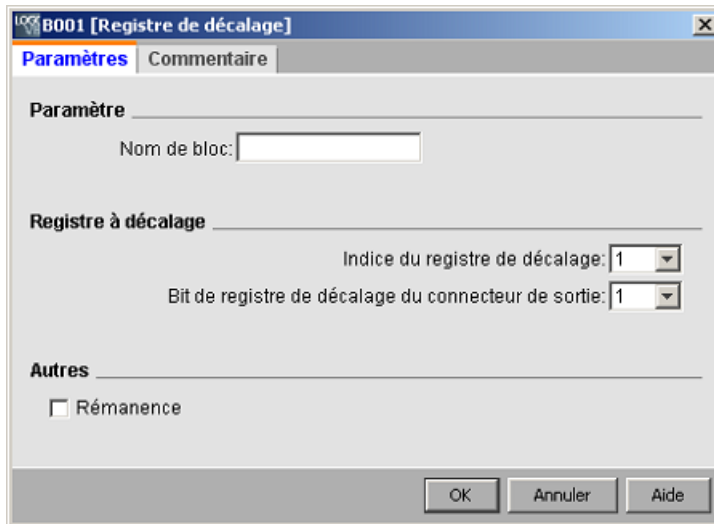 B001 [Registre de décalage]
Paramètres Commentaire
Paramètre
Nom de bloc:
Registre à décalage
Indice du registre de décalage: 1
Bit de registre de décalage du connecteur de sortie: 1
Autres
Rémanence
OK Annuler Aide